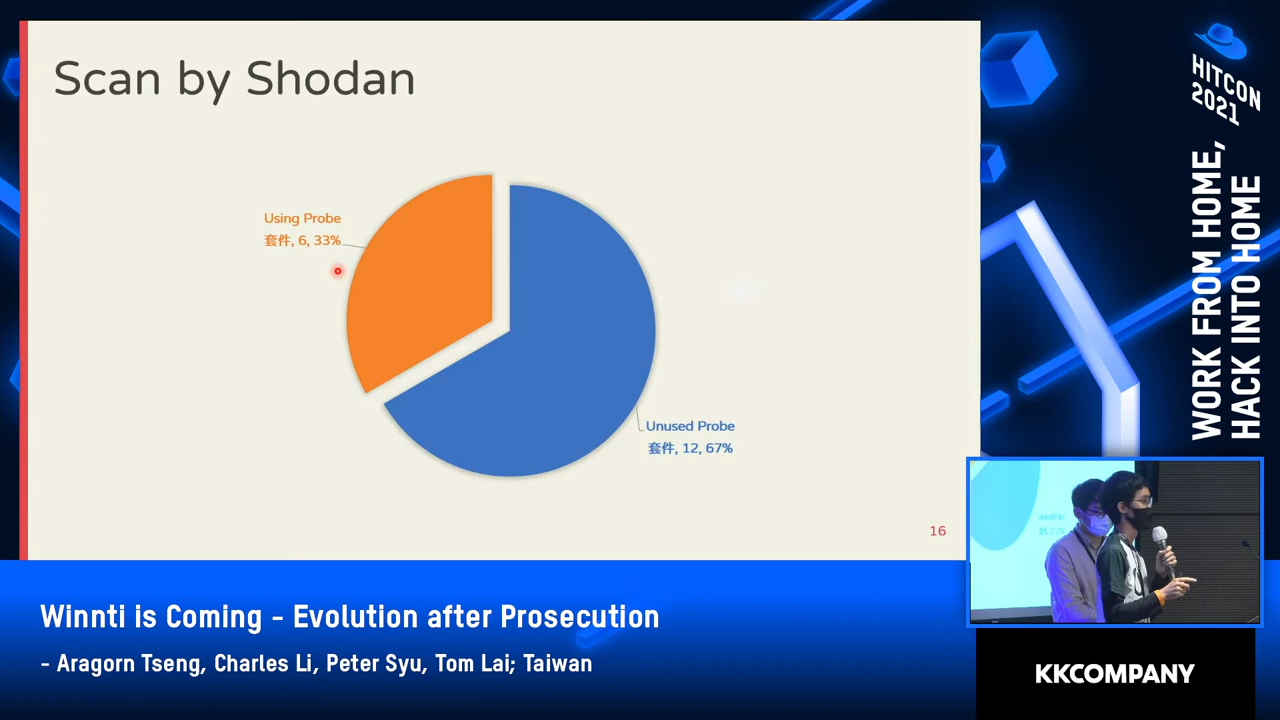 Scan by Shodan
Using Probe
套件, 6, 33%
Unused Probe
套件, 12, 67%
16
HITCON
2021
WORK FROM HOME,
HACK INTO HOME
Winnti is Coming - Evolution after Prosecution
- Aragorn Tseng, Charles Li, Peter Syu, Tom Lai; Taiwan
KKCOMPANY